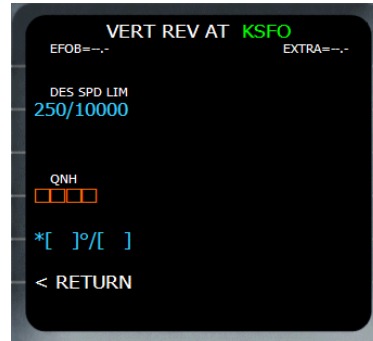 VERT REV AT KSFO
EFOB=--.- EXTRA=--.-
DES SPD LIM
250/10000
QNH
□□□□
*[ ]°/[ ]
< RETURN